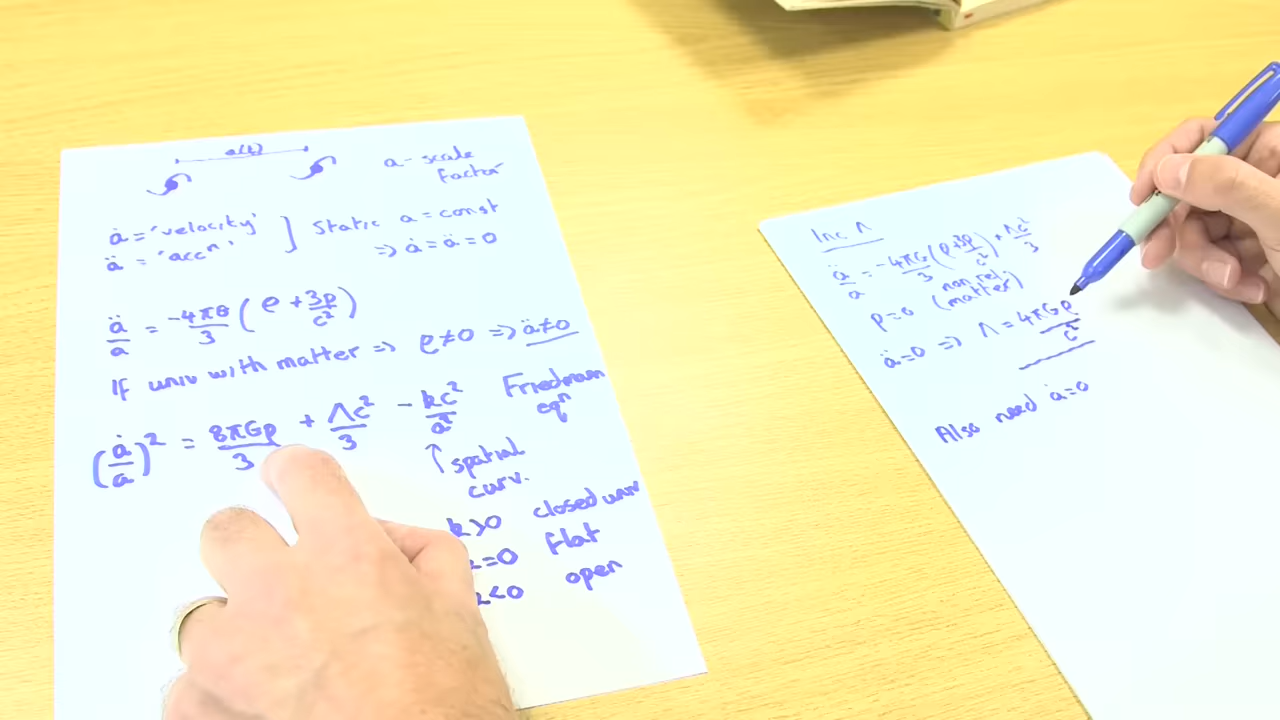 a(t)
a - scale
factor
ȧ = 'velocity'
ä = 'accⁿ'
] Static a = const
=> ȧ = ä = 0
ä/a = -4πG/3 (ρ + 3p/c²)
If univ with matter => ρ≠0 => ä≠0
(ȧ/a)² = 8πGρ/3 + Λc²/3 - kc²/a²
Friedmann
eqⁿ
↑ spatial
curv.
k>0 closed univ
k=0 flat
k<0 open
Inc Λ
ä/a = -4πG/3 (ρ + 3p/c²) + Λc²/3
p=0 (non rel. matter)
ä=0 => Λ = 4πGρ/c²
Also need ȧ=0